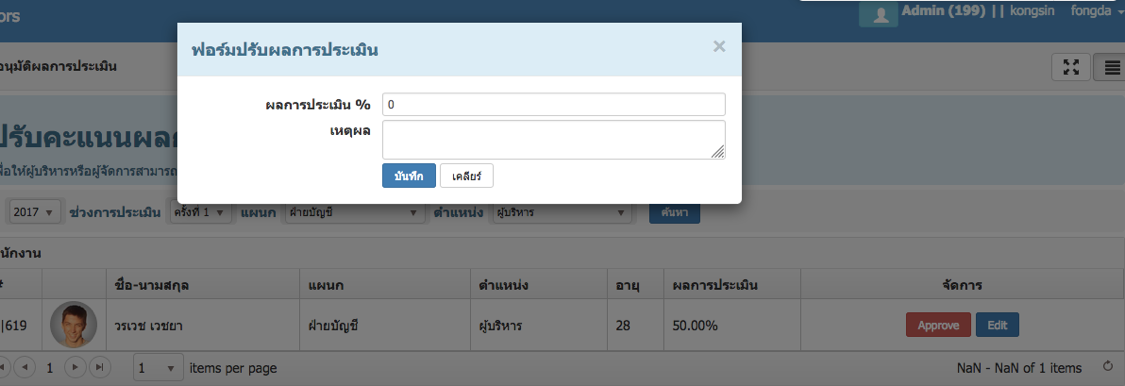 ors
Admin (199) || kongsin fongda
ฟอร์มปรับผลการประเมิน ×
อนุมัติผลการประเมิน
ผลการประเมิน % 0
เหตุผล
ปรับคะแนนผล
พื่อให้ผู้บริหารหรือผู้จัดการสามารถ
บันทึก เคลียร์
2017 ช่วงการประเมิน ครั้งที่ 1 แผนก ฝ่ายบัญชี ตำแหน่ง ผู้บริหาร ค้นหา
นักงาน
# ชื่อ-นามสกุล แผนก ตำแหน่ง อายุ ผลการประเมิน จัดการ
|619 วรเวช เวชยา ฝ่ายบัญชี ผู้บริหาร 28 50.00% Approve Edit
1 1 items per page NaN - NaN of 1 items